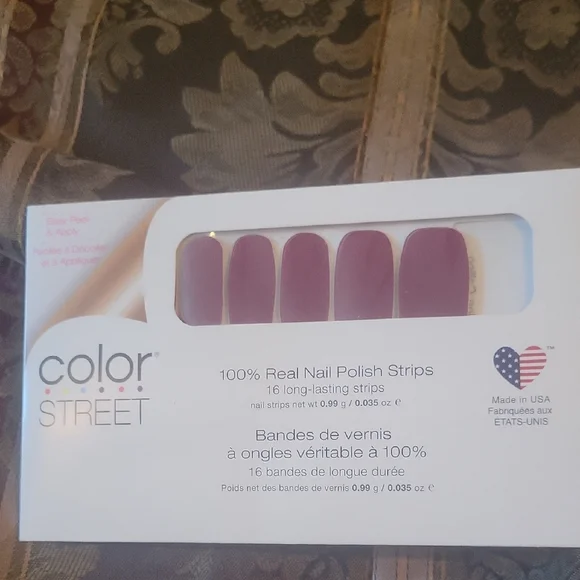 & Apply
color
STREET
100% Real Nail Polish Strips
16 long-lasting strips
nail strips net wt 0.99 g / 0.035 oz e
Bandes de vernis
à ongles véritable à 100%
16 bandes de longue durée
Poids net des bandes de vernis 0.99 g / 0.035 oz e
Made in USA
Fabriquées aux
ÉTATS-UNIS